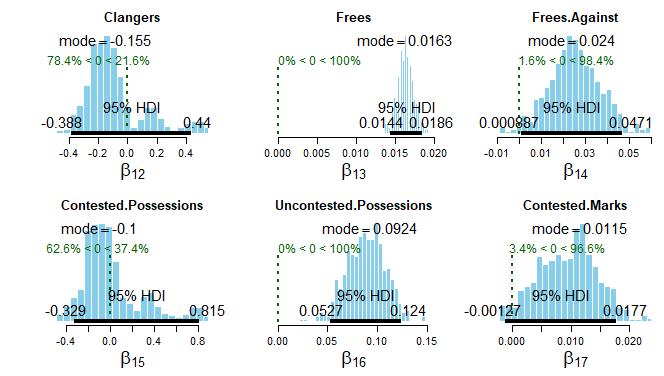 Clangers
mode = -0.155
78.4% < 0 < 21.6%
95% HDI
-0.388 0.44
-0.4 -0.2 0.0 0.2 0.4
β12
Frees
mode = 0.0163
0% < 0 < 100%
95% HDI
0.0144 0.0186
0.000 0.005 0.010 0.015 0.020
β13
Frees.Against
mode = 0.024
1.6% < 0 < 98.4%
95% HDI
0.000887 0.0471
-0.01 0.01 0.03 0.05
β14
Contested.Possessions
mode = -0.1
62.6% < 0 < 37.4%
95% HDI
-0.329 0.815
-0.4 0.0 0.4 0.8
β15
Uncontested.Possessions
mode = 0.0924
0% < 0 < 100%
95% HDI
0.0527 0.124
0.00 0.05 0.10 0.15
β16
Contested.Marks
mode = 0.0115
3.4% < 0 < 96.6%
95% HDI
-0.00127 0.0177
0.000 0.010 0.020
β17